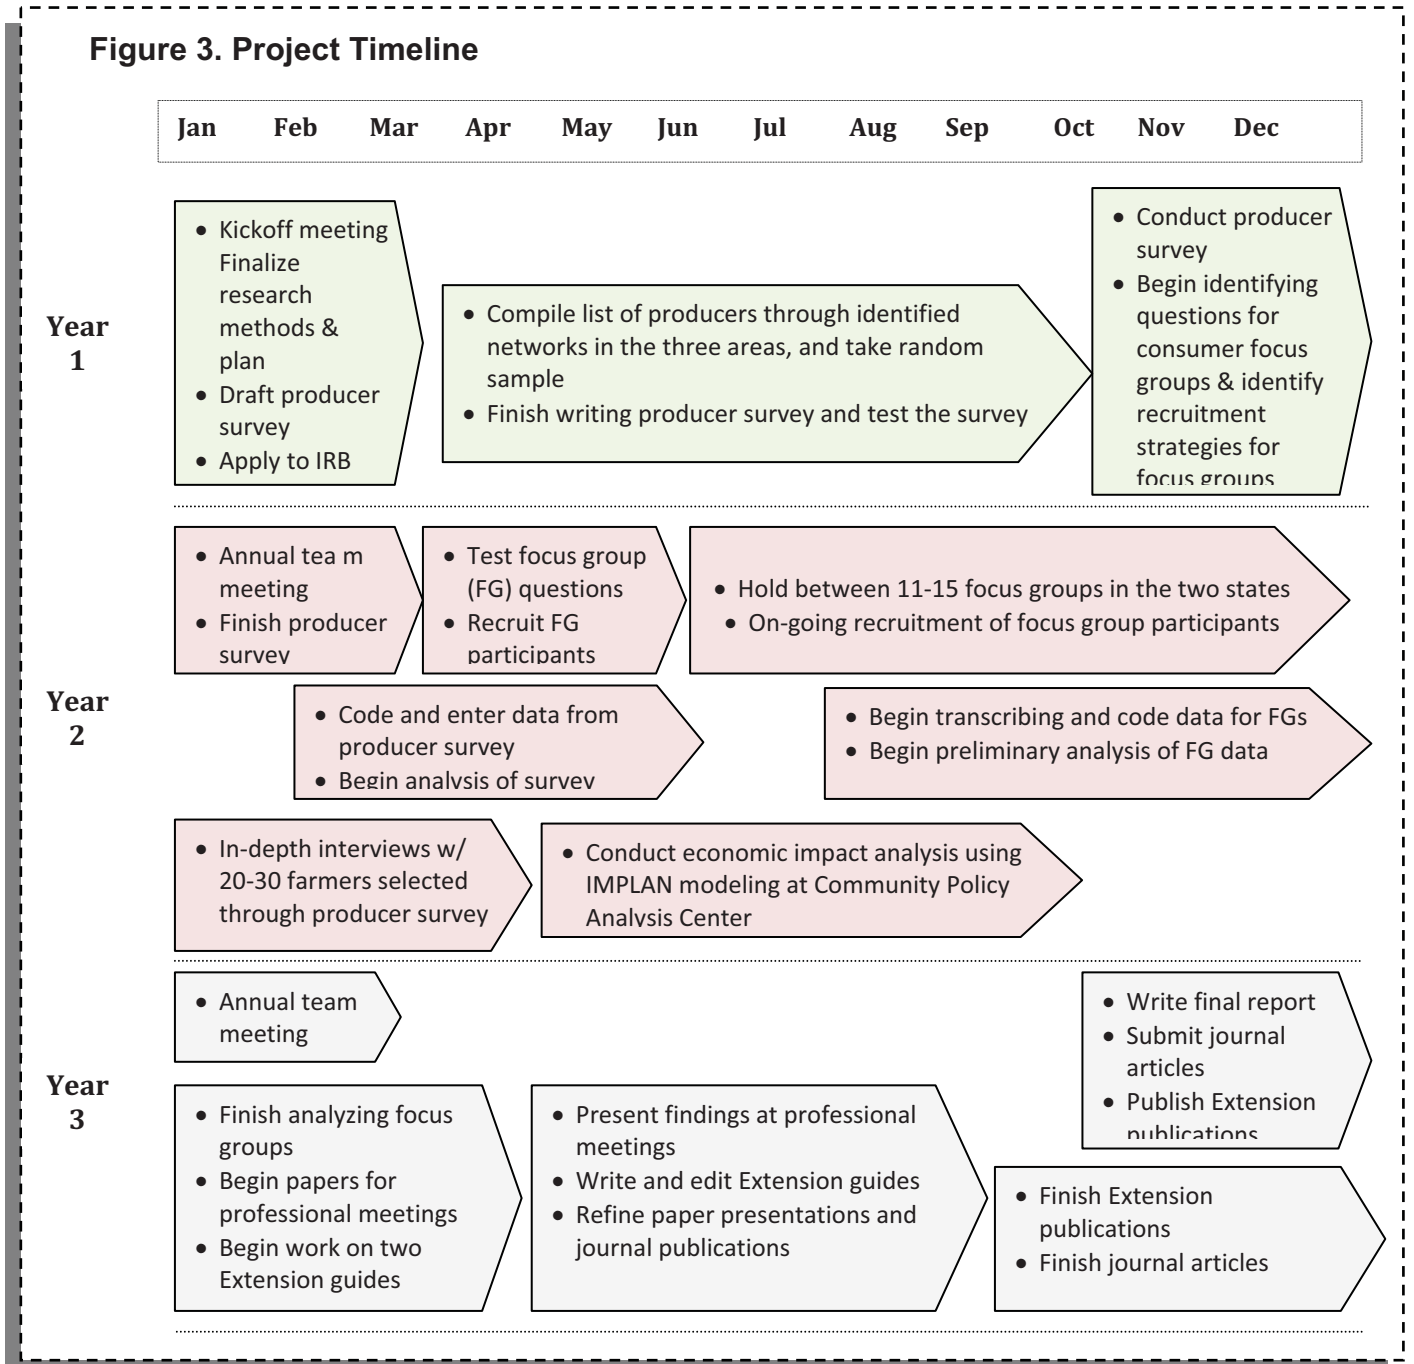 Figure 3. Project Timeline
Jan Feb Mar Apr May Jun Jul Aug Sep Oct Nov Dec
Year
1
• Kickoff meeting
Finalize
research
methods &
plan
• Draft producer
survey
• Apply to IRB
• Compile list of producers through identified
networks in the three areas, and take random
sample
• Finish writing producer survey and test the survey
• Conduct producer
survey
• Begin identifying
questions for
consumer focus
groups & identify
recruitment
strategies for
focus groups
Year
2
• Annual tea m
meeting
• Finish producer
survey
• Test focus group
(FG) questions
• Recruit FG
participants
• Hold between 11-15 focus groups in the two states
• On-going recruitment of focus group participants
• Code and enter data from
producer survey
• Begin analysis of survey
• Begin transcribing and code data for FGs
• Begin preliminary analysis of FG data
• In-depth interviews w/
20-30 farmers selected
through producer survey
• Conduct economic impact analysis using
IMPLAN modeling at Community Policy
Analysis Center
Year
3
• Annual team
meeting
• Write final report
• Submit journal
articles
• Publish Extension
publications
• Finish analyzing focus
groups
• Begin papers for
professional meetings
• Begin work on two
Extension guides
• Present findings at professional
meetings
• Write and edit Extension guides
• Refine paper presentations and
journal publications
• Finish Extension
publications
• Finish journal articles